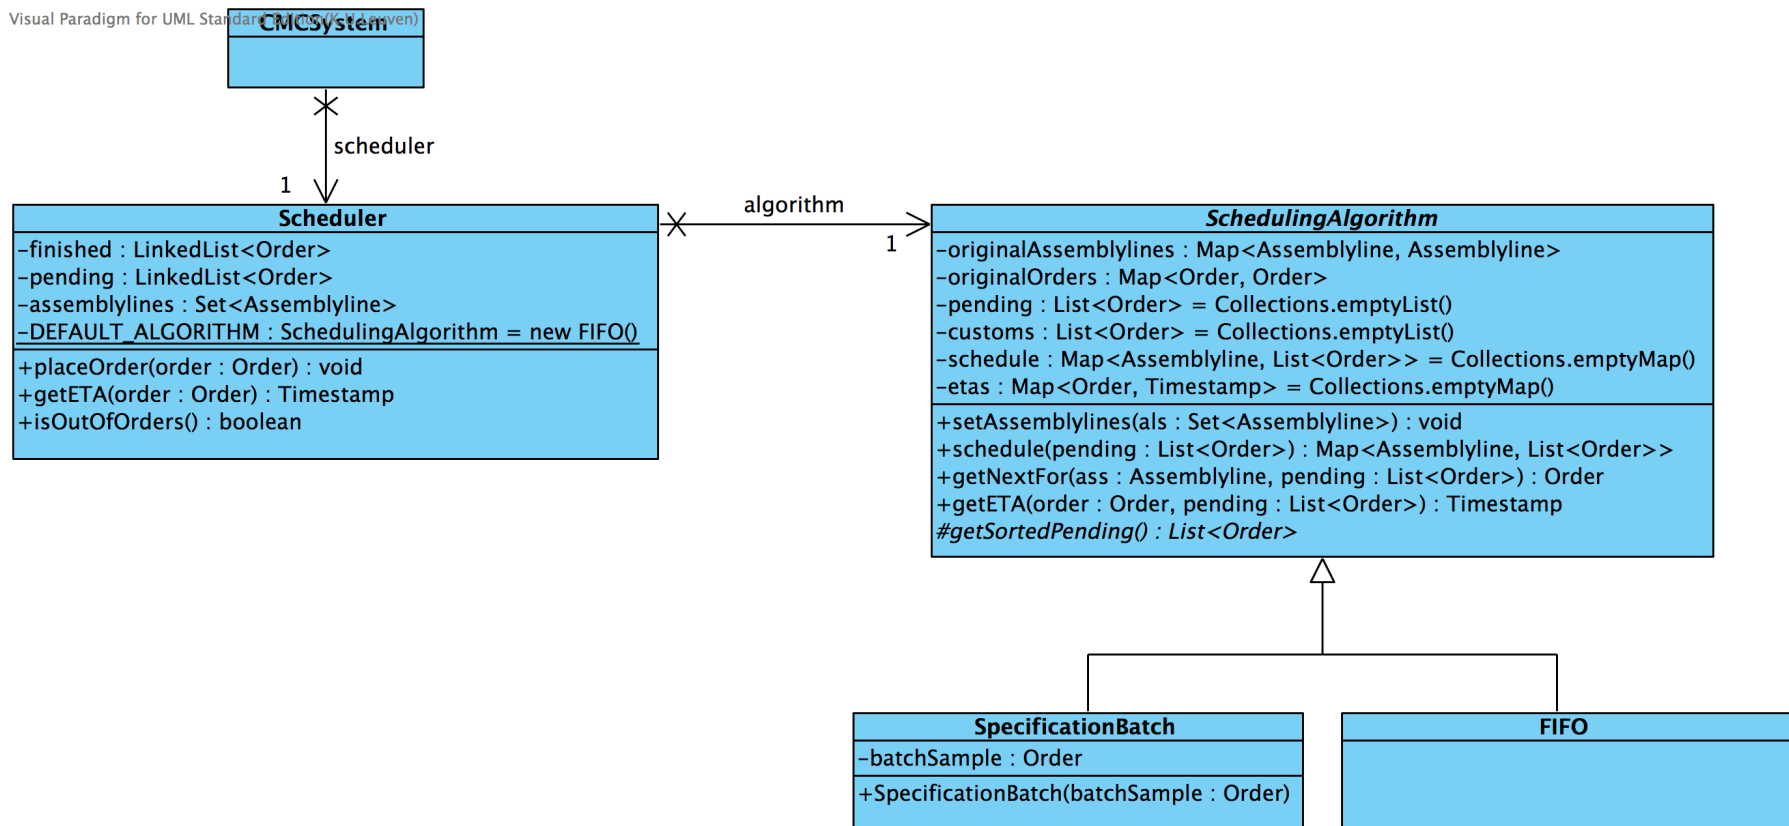 Visual Paradigm for UML Standard Edition(K.U.Leuven)
CMCSystem
scheduler
1
Scheduler
-finished : LinkedList<Order>
-pending : LinkedList<Order>
-assemblylines : Set<Assemblyline>
-DEFAULT_ALGORITHM : SchedulingAlgorithm = new FIFO()
+placeOrder(order : Order) : void
+getETA(order : Order) : Timestamp
+isOutOfOrders() : boolean
algorithm
1
SchedulingAlgorithm
-originalAssemblylines : Map<Assemblyline, Assemblyline>
-originalOrders : Map<Order, Order>
-pending : List<Order> = Collections.emptyList()
-customs : List<Order> = Collections.emptyList()
-schedule : Map<Assemblyline, List<Order>> = Collections.emptyMap()
-etas : Map<Order, Timestamp> = Collections.emptyMap()
+setAssemblylines(als : Set<Assemblyline>) : void
+schedule(pending : List<Order>) : Map<Assemblyline, List<Order>>
+getNextFor(ass : Assemblyline, pending : List<Order>) : Order
+getETA(order : Order, pending : List<Order>) : Timestamp
#getSortedPending() : List<Order>
SpecificationBatch
-batchSample : Order
+SpecificationBatch(batchSample : Order)
FIFO